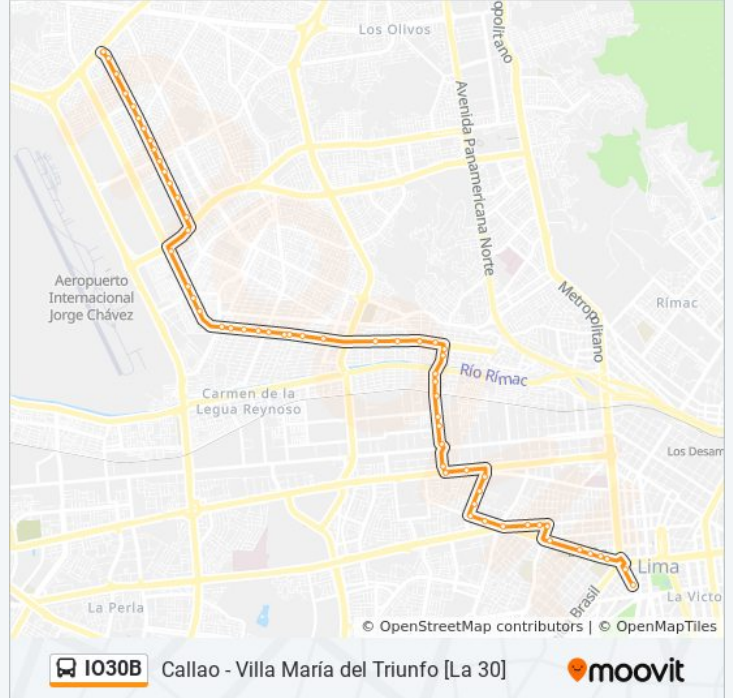 opolitano
Los Olivos
Avenida Panamericana Norte
Aeropuerto
Internacional
Jorge Chávez
Metropolitano
Rímac
Río Rímac
Carmen de la
Legua Reynoso
Los Desam
Lima
La Perla
Brasil
La Victo
© OpenStreetMap contributors | © OpenMapTiles
IO30B
Callao - Villa María del Triunfo [La 30]
moovit